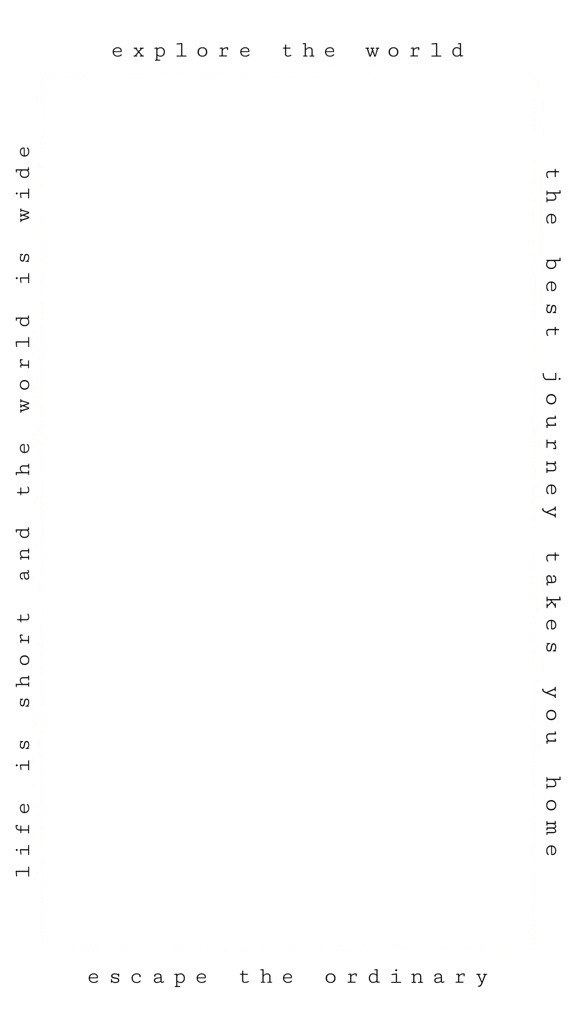 explore the world
life is short and the world is wide
the best journey takes you home
escape the ordinary